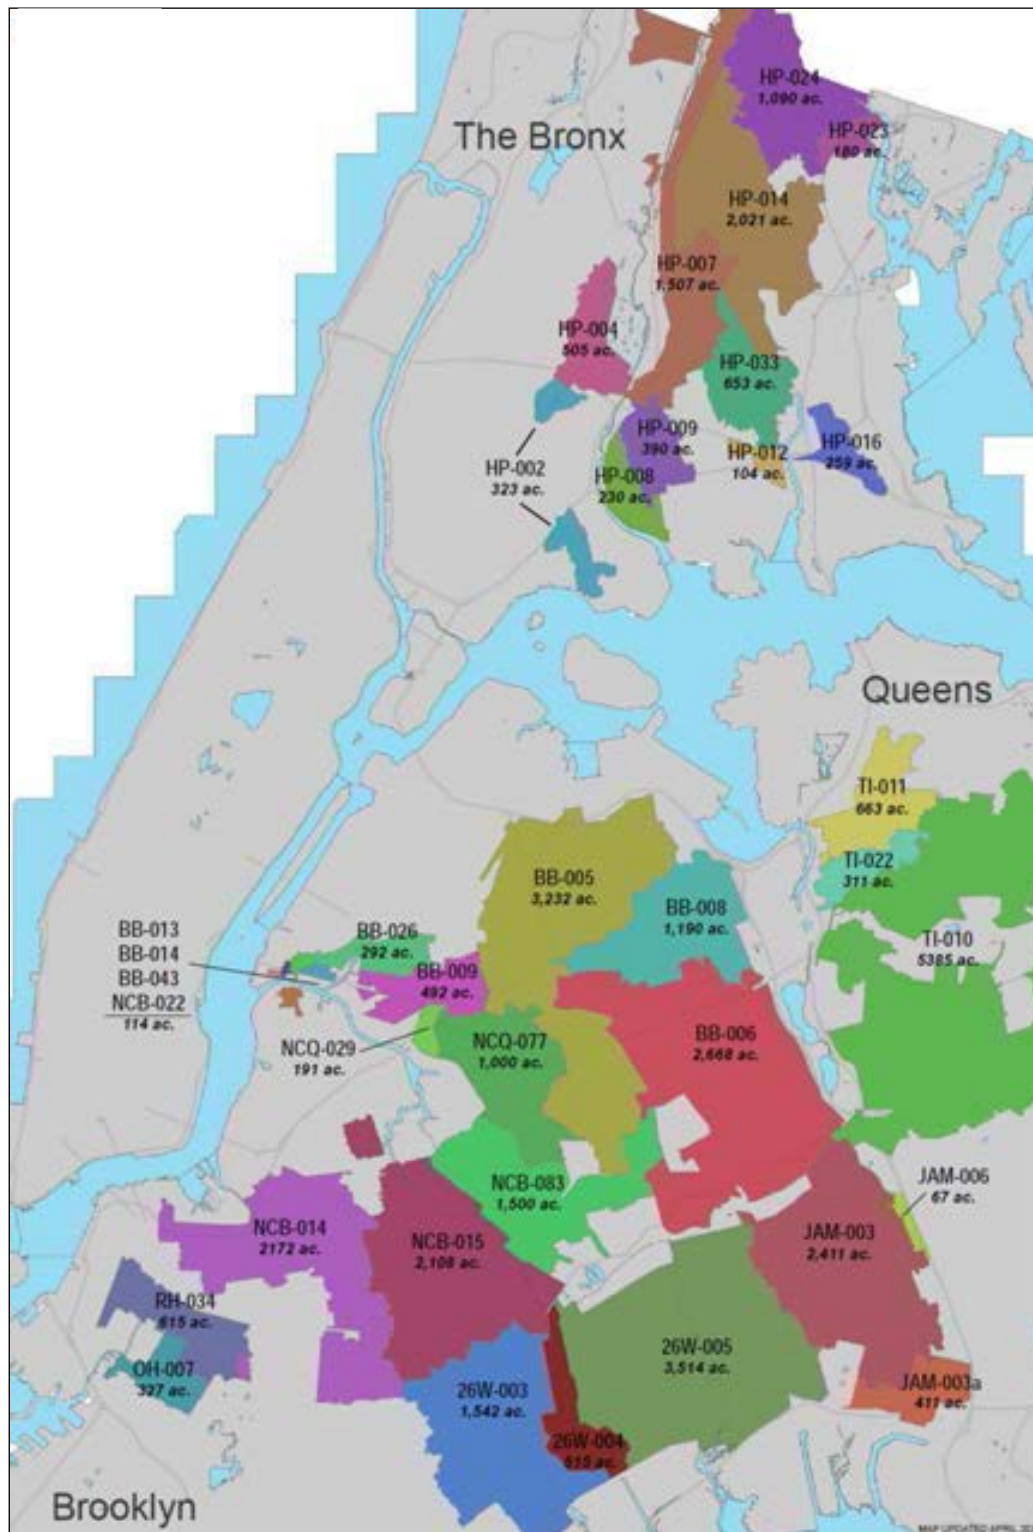 The Bronx
HP-024
1,090 ac.
HP-023
180 ac.
HP-014
2,021 ac.
HP-007
1,507 ac.
HP-004
505 ac.
HP-033
653 ac.
HP-009
390 ac.
HP-016
259 ac.
HP-012
104 ac.
HP-002
323 ac.
HP-008
230 ac.
Queens
TI-011
663 ac.
TI-022
311 ac.
BB-005
3,232 ac.
BB-008
1,190 ac.
BB-013
BB-014
BB-043
NCB-022
114 ac.
BB-026
292 ac.
BB-009
492 ac.
TI-010
5385 ac.
NCQ-029
191 ac.
NCQ-077
1,000 ac.
BB-006
2,668 ac.
NCB-083
1,500 ac.
JAM-006
67 ac.
NCB-014
2172 ac.
NCB-015
2,108 ac.
JAM-003
2,411 ac.
RH-034
615 ac.
26W-005
3,514 ac.
OH-007
327 ac.
26W-003
1,542 ac.
JAM-003a
411 ac.
26W-004
615 ac.
Brooklyn
MAP UPDATED APRIL